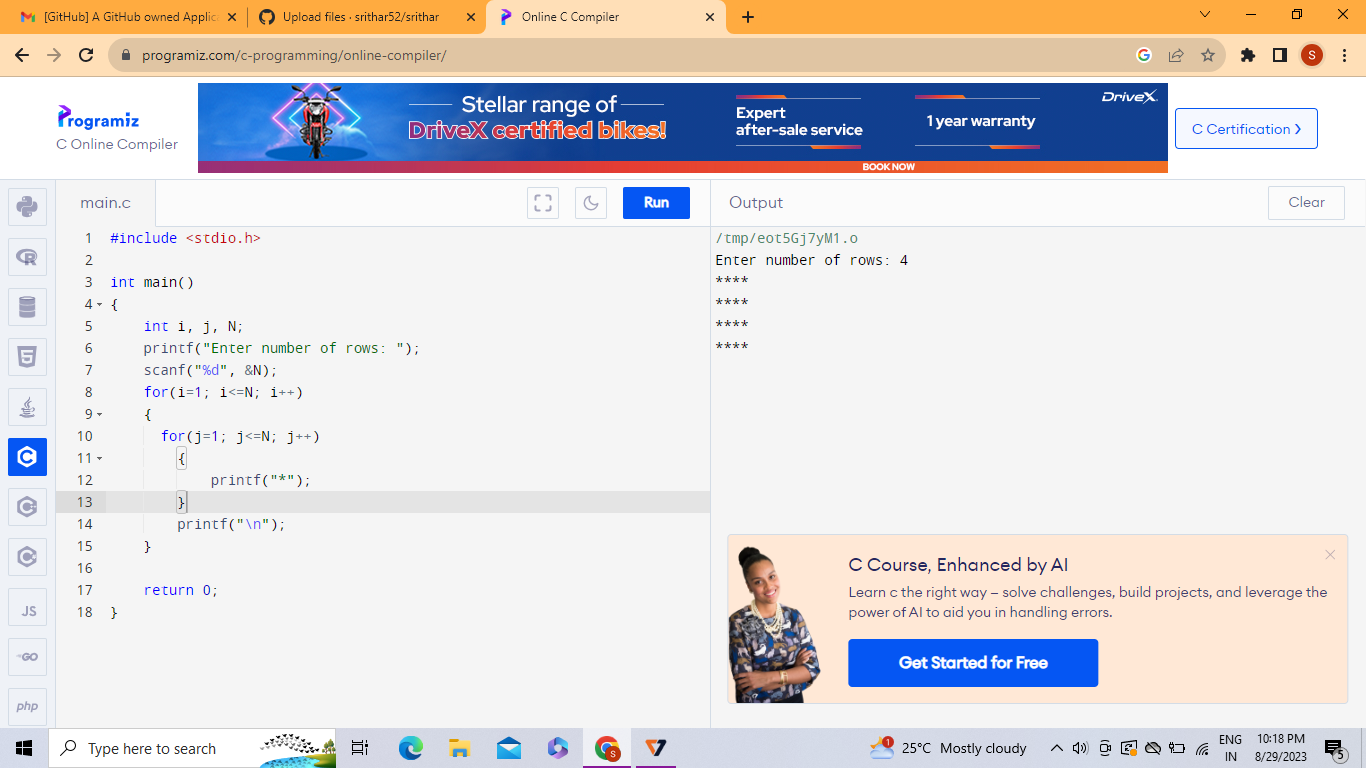 [GitHub] A GitHub owned Applic
Upload files · srithar52/srithar
Online C Compiler
programiz.com/c-programming/online-compiler/
S
Programiz
C Online Compiler
Stellar range of
DriveX certified bikes!
Expert
after-sale service
1 year warranty
DriveX
BOOK NOW
C Certification
main.c
Run
Output
Clear
1 #include <stdio.h>
2
3 int main()
4 {
5     int i, j, N;
6     printf("Enter number of rows: ");
7     scanf("%d", &N);
8     for(i=1; i<=N; i++)
9     {
10       for(j=1; j<=N; j++)
11         {
12             printf("*");
13         }
14         printf("\n");
15     }
16
17     return 0;
18 }
/tmp/eot5Gj7yM1.o
Enter number of rows: 4
****
****
****
****
R
5
C
C
C
JS
GO
php
C Course, Enhanced by AI
Learn c the right way – solve challenges, build projects, and leverage the
power of AI to aid you in handling errors.
Get Started for Free
Type here to search
S
1
25°C Mostly cloudy
ENG
IN
10:18 PM
8/29/2023
5